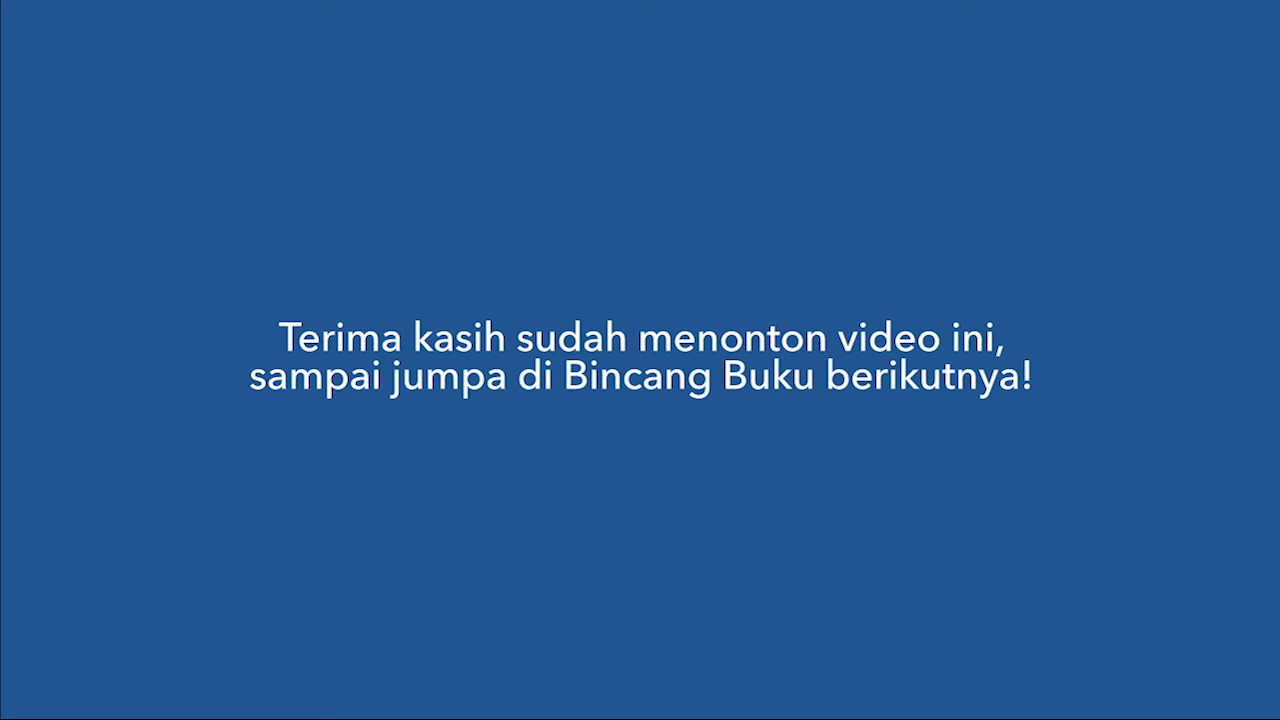 Terima kasih sudah menonton video ini,
sampai jumpa di Bincang Buku berikutnya!